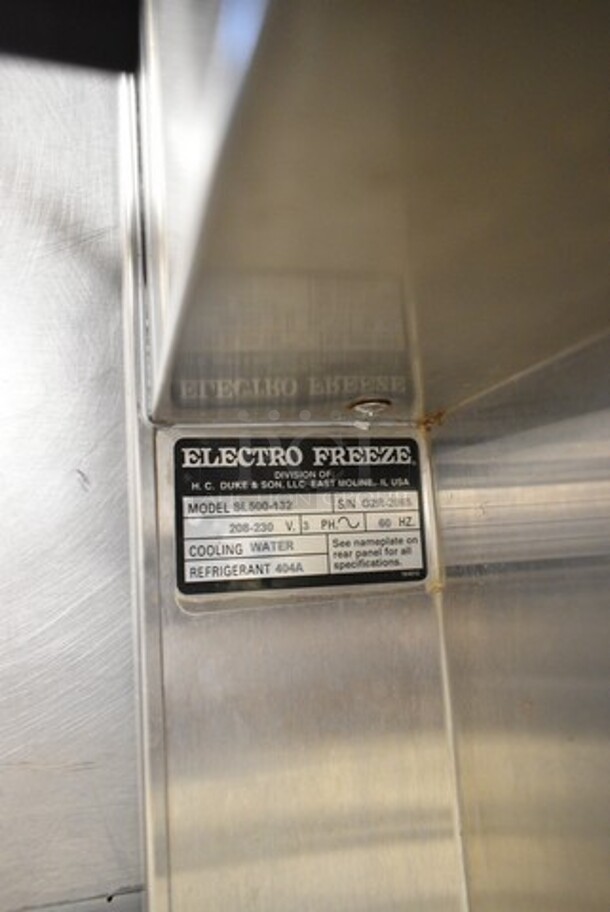 ELECTRO FREEZE
ELECTRO FREEZE
DIVISION OF:
H. C. DUKE & SON, LLC EAST MOLINE, IL USA
MODEL SL500-132 S/N
208-230 V. 3 PH. 60 HZ.
COOLING WATER
REFRIGERANT 404A
See nameplate on
rear panel for all
specifications.